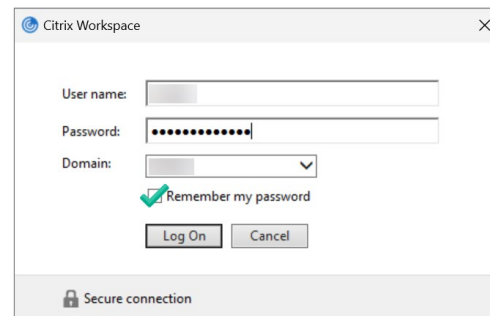 Citrix Workspace
User name:
Password:
Domain:
Remember my password
Log On Cancel
Secure connection